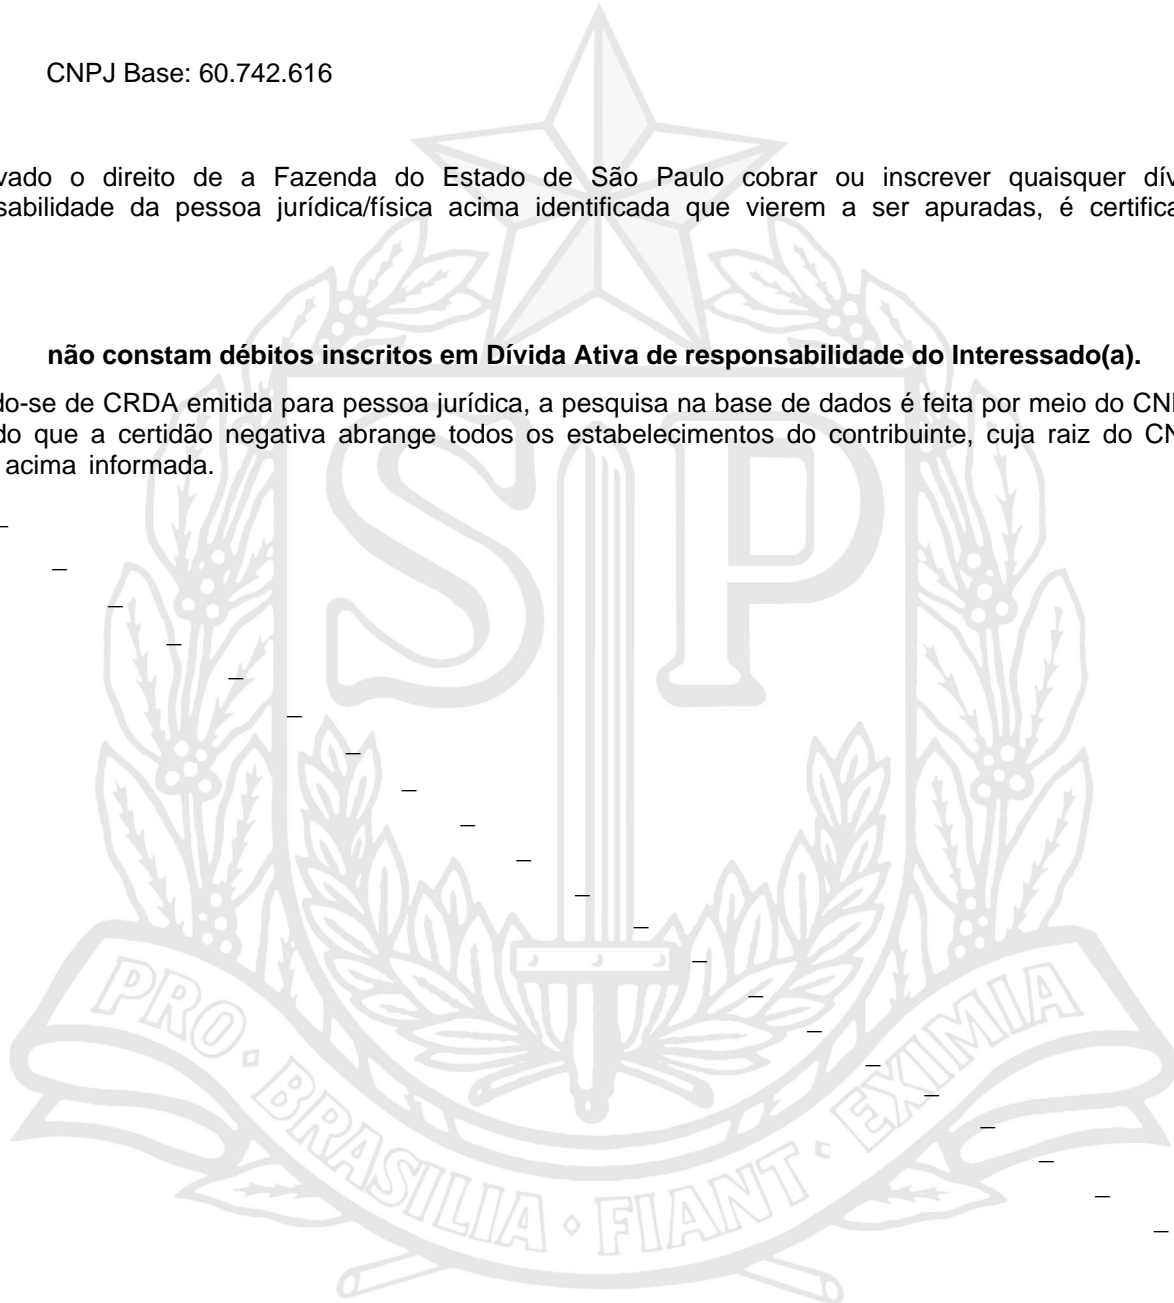 CNPJ Base: 60.742.616
vado o direito de a Fazenda do Estado de São Paulo cobrar ou inscrever quaisquer dív
sabilidade da pessoa jurídica/física acima identificada que vierem a ser apuradas, é certifica
não constam débitos inscritos em Dívida Ativa de responsabilidade do Interessado(a).
do-se de CRDA emitida para pessoa jurídica, a pesquisa na base de dados é feita por meio do CN
do que a certidão negativa abrange todos os estabelecimentos do contribuinte, cuja raiz do CN
acima informada.
SP
PRO • BRASILIA • FIANT • EXIMIA